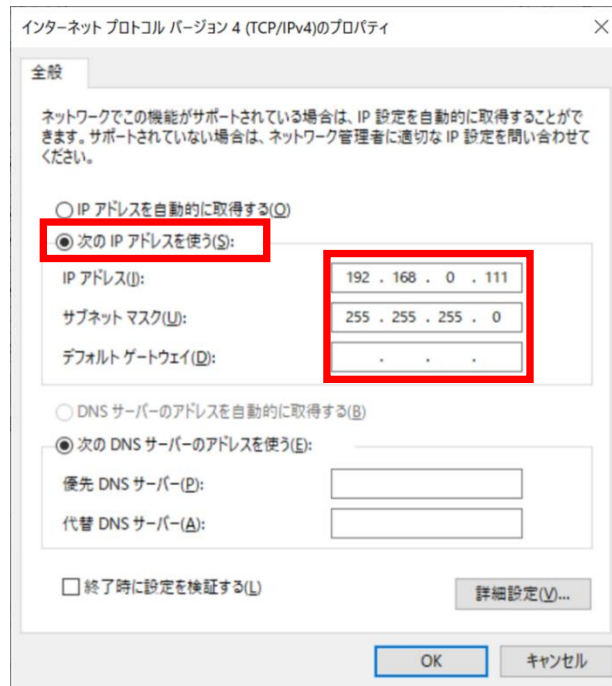 インターネット プロトコル バージョン 4 (TCP/IPv4)のプロパティ
全般
ネットワークでこの機能がサポートされている場合は、IP 設定を自動的に取得することがで
きます。サポートされていない場合は、ネットワーク管理者に適切な IP 設定を問い合わせて
ください。
IP アドレスを自動的に取得する(O)
次の IP アドレスを使う(S):
IP アドレス(I): 192 . 168 . 0 . 111
サブネット マスク(U): 255 . 255 . 255 . 0
デフォルト ゲートウェイ(D): . . .
DNS サーバーのアドレスを自動的に取得する(B)
次の DNS サーバーのアドレスを使う(E):
優先 DNS サーバー(P):
代替 DNS サーバー(A):
終了時に設定を検証する(L)
詳細設定(V)...
OK キャンセル